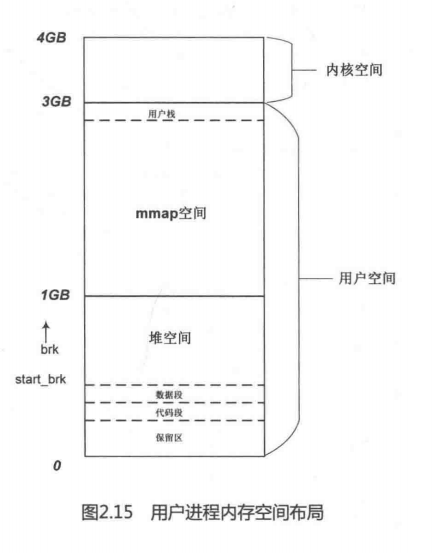 4GB
内核空间
3GB
用户栈
mmap空间
用户空间
1GB
堆空间
brk
start_brk
数据段
代码段
保留区
0
图2.15 用户进程内存空间布局